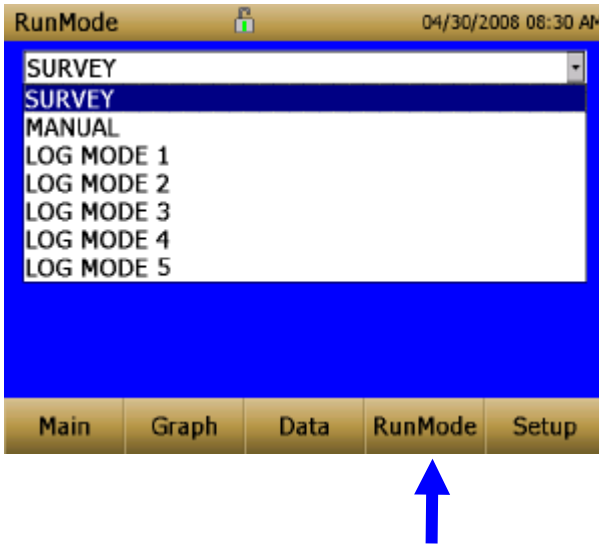 RunMode 04/30/2008 08:30 AM
SURVEY
SURVEY
MANUAL
LOG MODE 1
LOG MODE 2
LOG MODE 3
LOG MODE 4
LOG MODE 5
Main Graph Data RunMode Setup